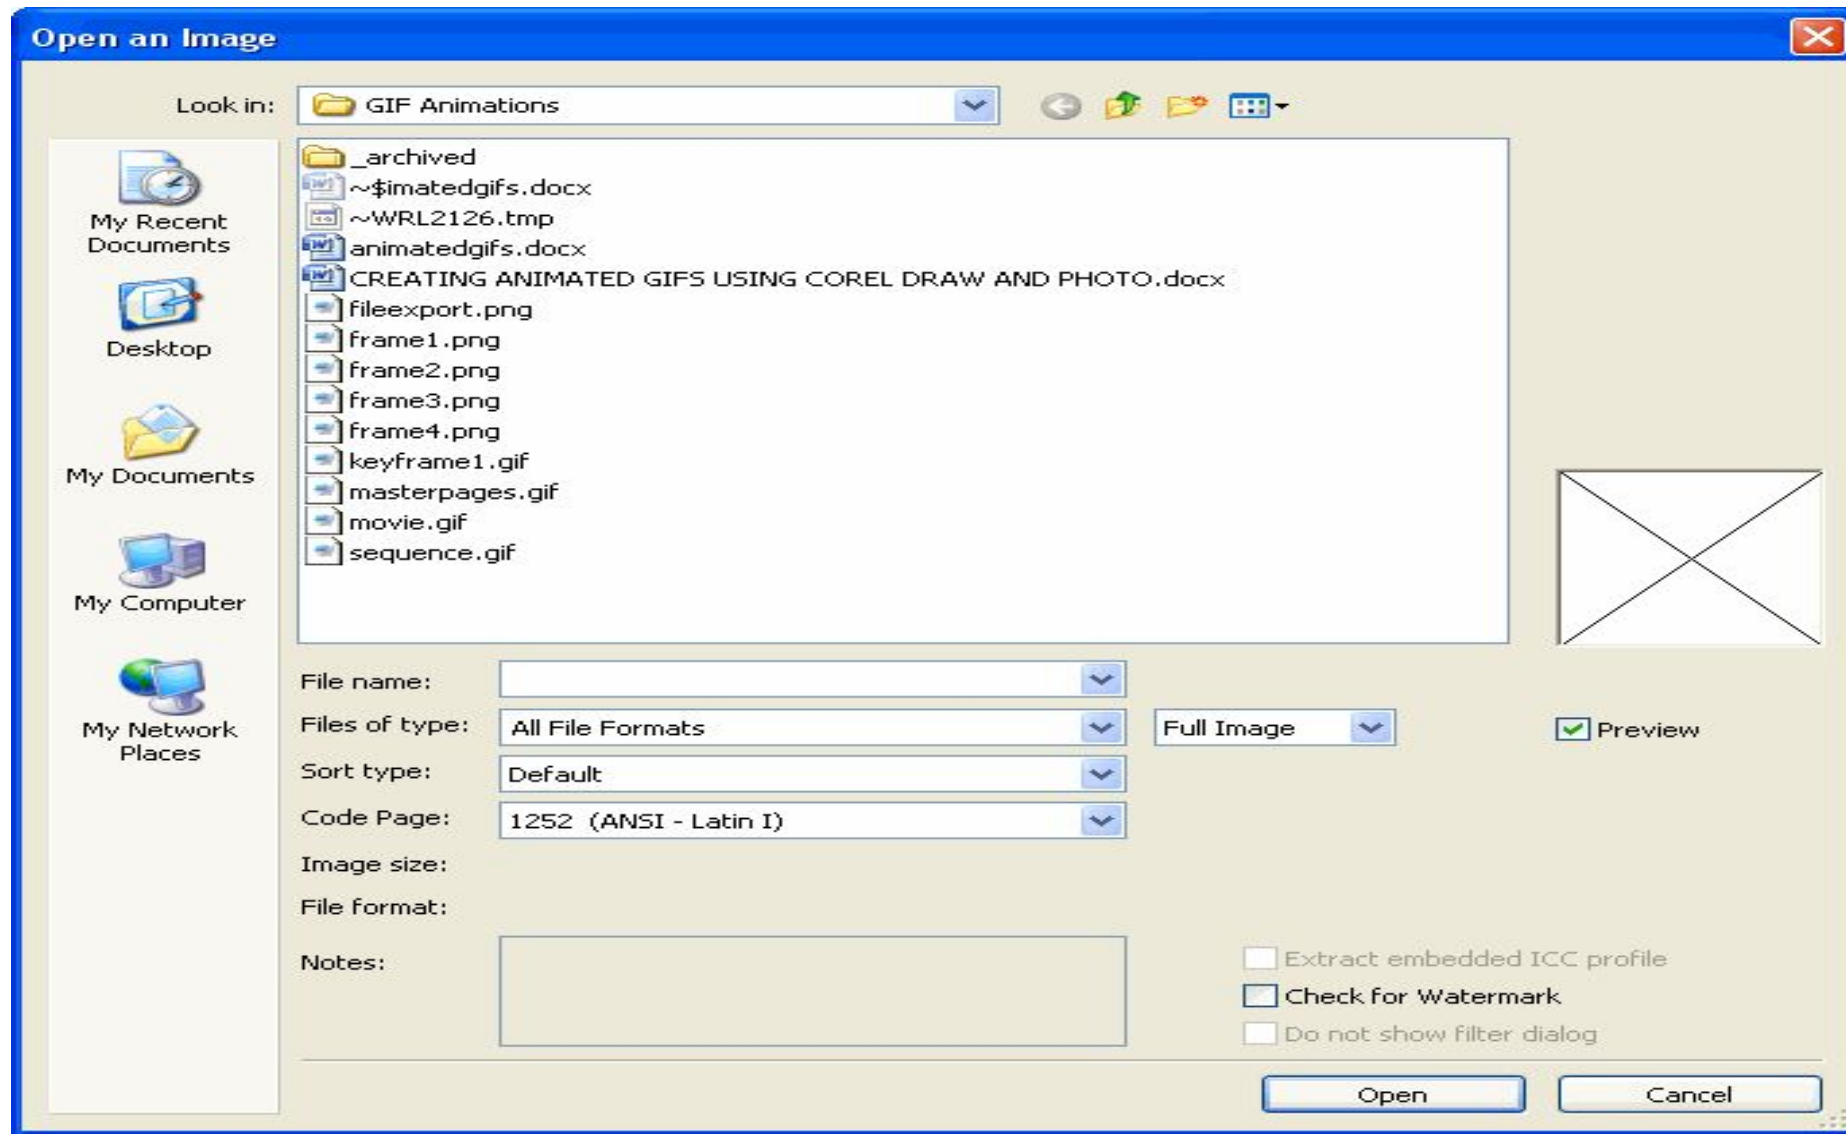 Open an Image
Look in: GIF Animations
My Recent
Documents
Desktop
My Documents
My Computer
My Network
Places
_archived
~$imatedgifs.docx
~WRL2126.tmp
animatedgifs.docx
CREATING ANIMATED GIFS USING COREL DRAW AND PHOTO.docx
fileexport.png
frame1.png
frame2.png
frame3.png
frame4.png
keyframe1.gif
masterpages.gif
movie.gif
sequence.gif
File name:
Files of type: All File Formats Full Image Preview
Sort type: Default
Code Page: 1252 (ANSI - Latin I)
Image size:
File format:
Notes:
Extract embedded ICC profile
Check for Watermark
Do not show filter dialog
Open Cancel